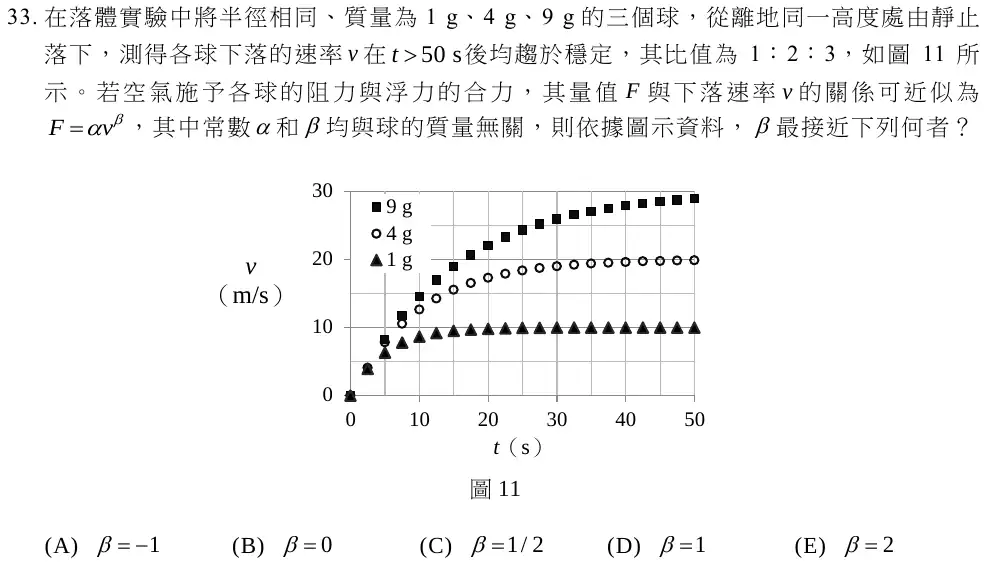 33. 在落體實驗中將半徑相同、質量為 1 g、4 g、9 g 的三個球，從離地同一高度處由靜止
落下，測得各球下落的速率 v 在 t > 50 s後均趨於穩定，其比值為 1：2：3，如圖 11 所
示。若空氣施予各球的阻力與浮力的合力，其量值 F 與下落速率 v 的關係可近似為
F = αv^β，其中常數 α 和 β 均與球的質量無關，則依據圖示資料，β 最接近下列何者？
30
20
10
0
v
（m/s）
9 g
4 g
1 g
0 10 20 30 40 50
t（s）
圖 11
(A) β = −1 (B) β = 0 (C) β = 1 / 2 (D) β = 1 (E) β = 2